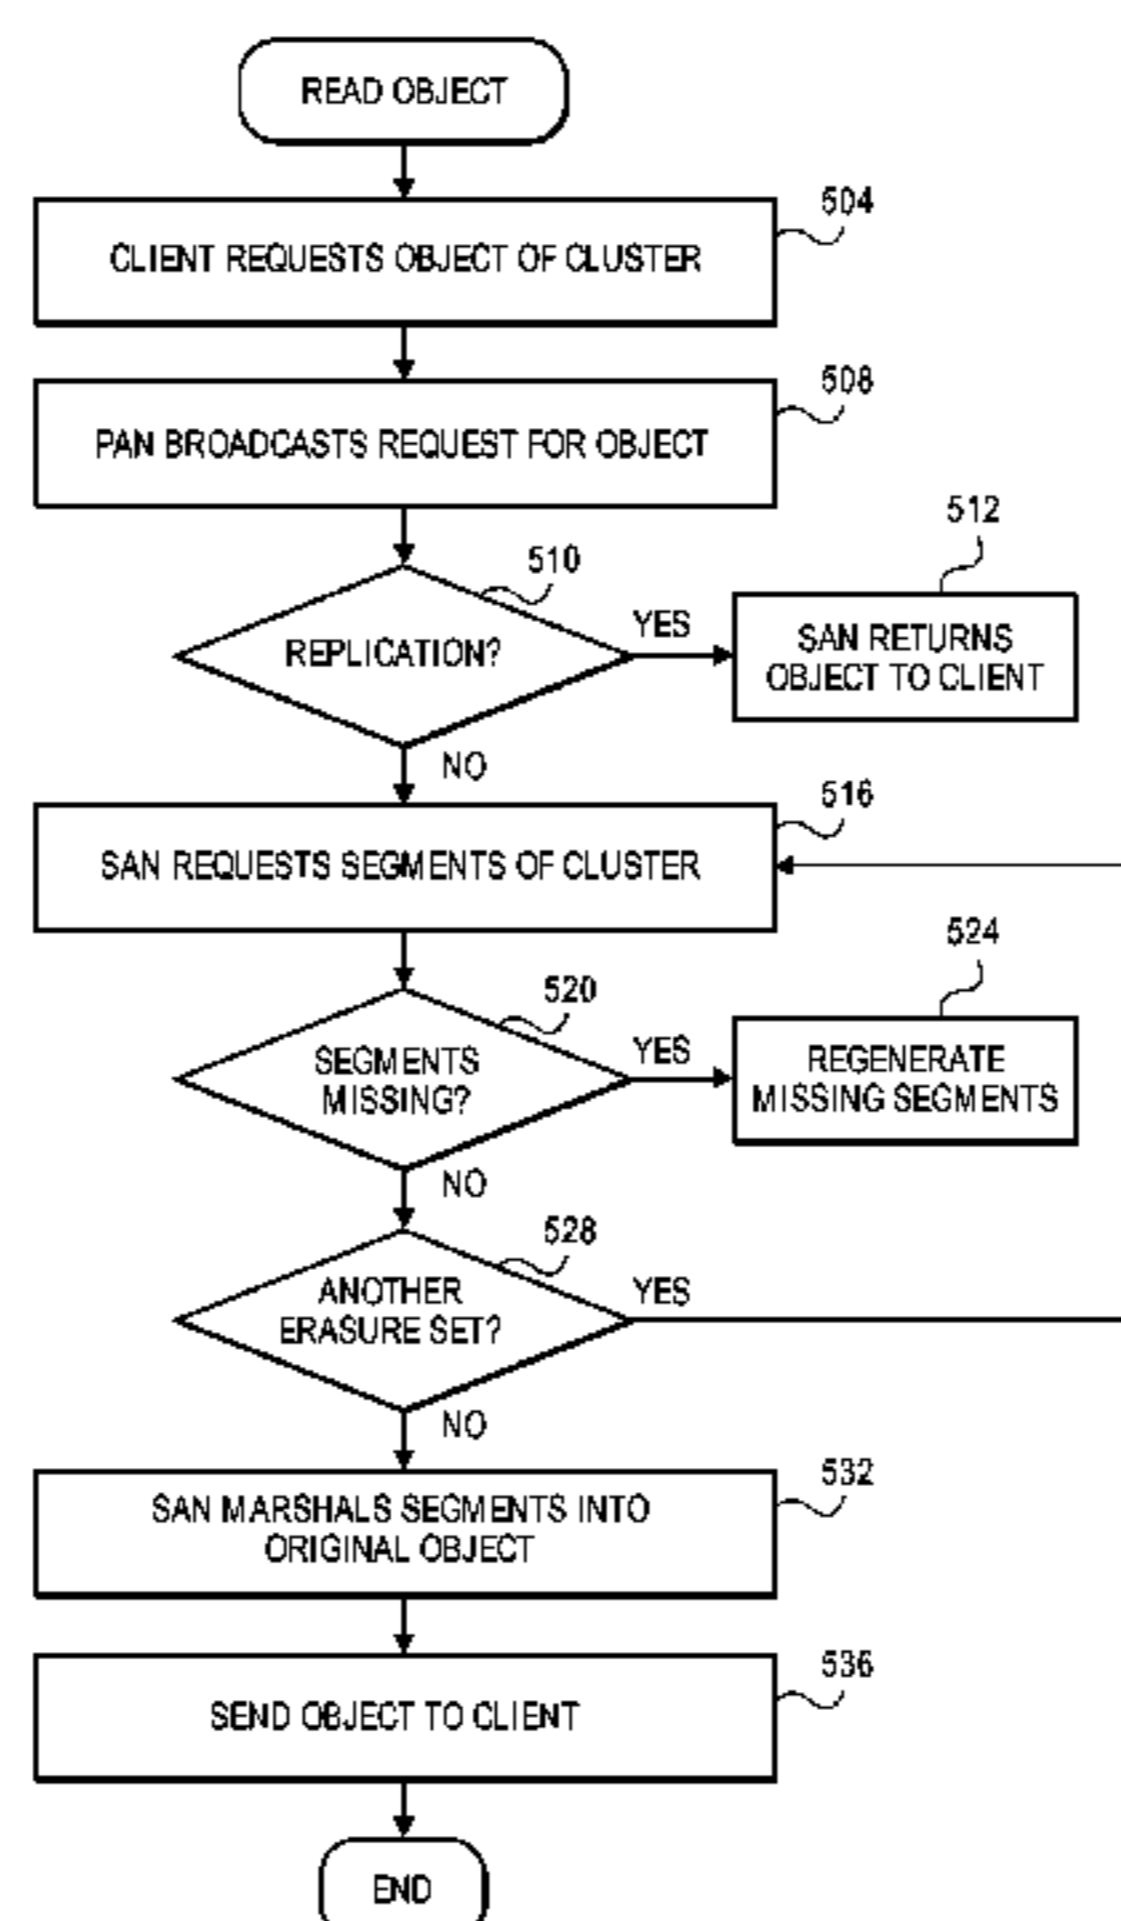 READ OBJECT
504
CLIENT REQUESTS OBJECT OF CLUSTER
508
PAN BROADCASTS REQUEST FOR OBJECT
510
512
REPLICATION?
YES
SAN RETURNS
OBJECT TO CLIENT
NO
516
SAN REQUESTS SEGMENTS OF CLUSTER
520
524
SEGMENTS
MISSING?
YES
REGENERATE
MISSING SEGMENTS
NO
528
ANOTHER
ERASURE SET?
YES
NO
532
SAN MARSHALS SEGMENTS INTO
ORIGINAL OBJECT
536
SEND OBJECT TO CLIENT
END